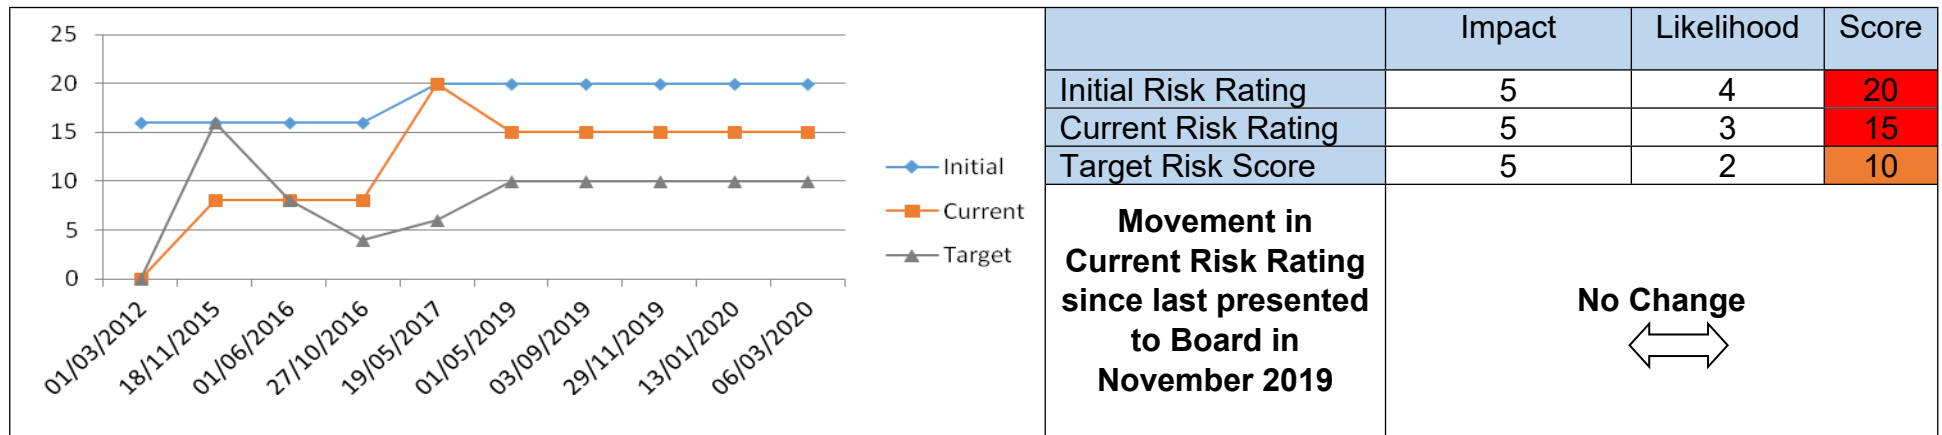 25
20
15
10
5
0
01/03/2012
18/11/2015
01/06/2016
27/10/2016
19/05/2017
01/05/2019
03/09/2019
29/11/2019
13/01/2020
06/03/2020
Initial
Current
Target
Impact Likelihood Score
Initial Risk Rating 5 4 20
Current Risk Rating 5 3 15
Target Risk Score 5 2 10
Movement in
Current Risk Rating
since last presented
to Board in
November 2019
No Change